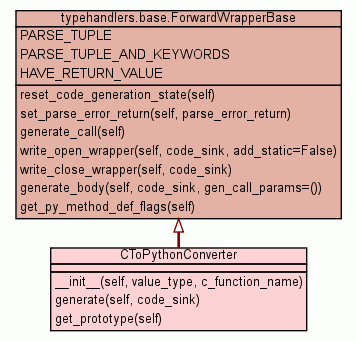 typehandlers.base.ForwardWrapperBase
PARSE_TUPLE
PARSE_TUPLE_AND_KEYWORDS
HAVE_RETURN_VALUE
reset_code_generation_state(self)
set_parse_error_return(self, parse_error_return)
generate_call(self)
write_open_wrapper(self, code_sink, add_static=False)
write_close_wrapper(self, code_sink)
generate_body(self, code_sink, gen_call_params=())
get_py_method_def_flags(self)
CToPythonConverter
__init__(self, value_type, c_function_name)
generate(self, code_sink)
get_prototype(self)